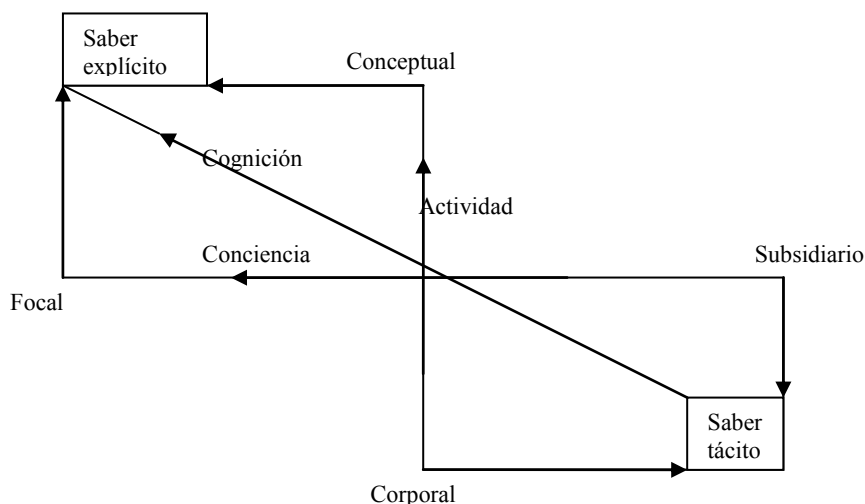 Saber
explícito
Conceptual
Cognición
Actividad
Conciencia
Subsidiario
Focal
Saber
tácito
Corporal